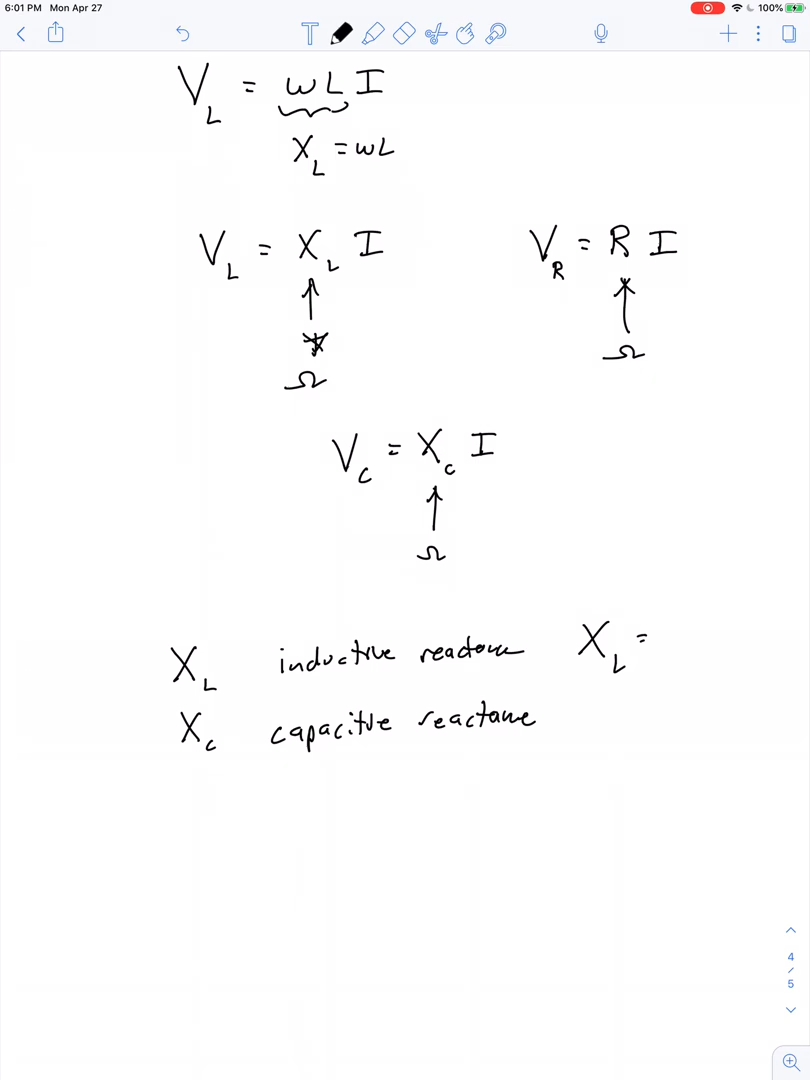 6:01 PM Mon Apr 27 100%
V_L = ωL I
X_L = ωL
V_L = X_L I V_R = R I
Ω Ω
V_C = X_C I
Ω
X_L inductive reactance X_L =
X_C capacitive reactance
4
/
5